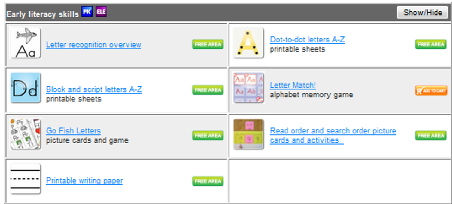 Early literacy skills PK ELE Show/Hide
Aa Letter recognition overview FREE AREA
A Dot-to-dot letters A-Z FREE AREA
printable sheets
Dd Block and script letters A-Z FREE AREA
printable sheets
Letter Match! ADD TO CART
alphabet memory game
Go Fish Letters FREE AREA
picture cards and game
Read order and search order picture FREE AREA
cards and activities
Printable writing paper FREE AREA